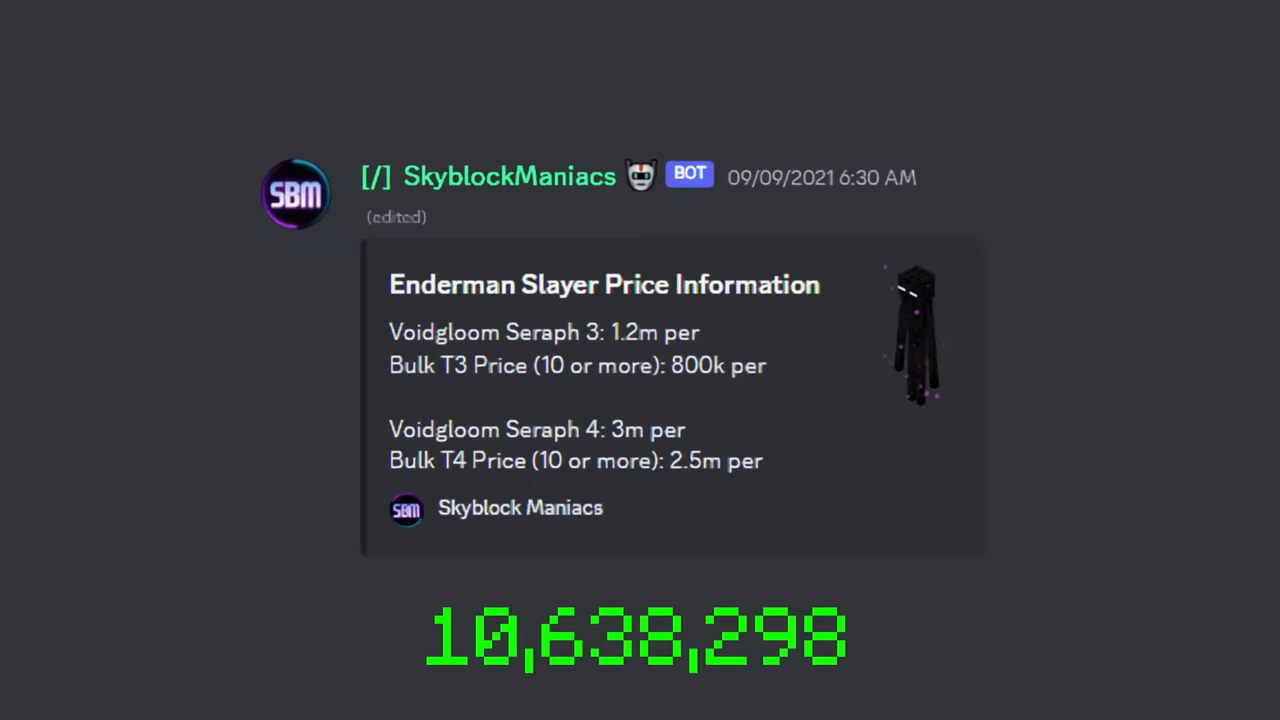 SBM
[/] SkyblockManiacs BOT 09/09/2021 6:30 AM
(edited)
Enderman Slayer Price Information
Voidgloom Seraph 3: 1.2m per
Bulk T3 Price (10 or more): 800k per
Voidgloom Seraph 4: 3m per
Bulk T4 Price (10 or more): 2.5m per
SBM Skyblock Maniacs
10,638,298